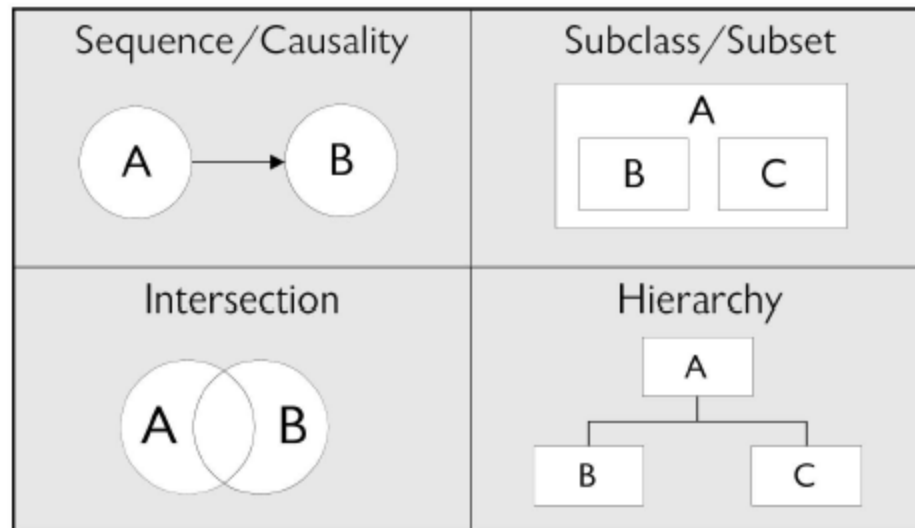 Sequence/Causality
A
B
Subclass/Subset
A
B
C
Intersection
A
B
Hierarchy
A
B
C